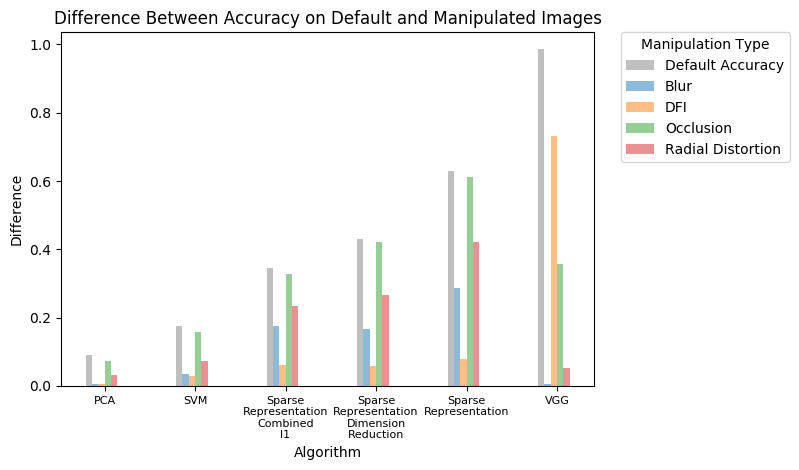 Difference Between Accuracy on Default and Manipulated Images
Manipulation Type
Default Accuracy
Blur
DFI
Occlusion
Radial Distortion
Difference
1.0
0.8
0.6
0.4
0.2
0.0
PCA
SVM
Sparse
Representation
Combined
l1
Sparse
Representation
Dimension
Reduction
Sparse
Representation
VGG
Algorithm